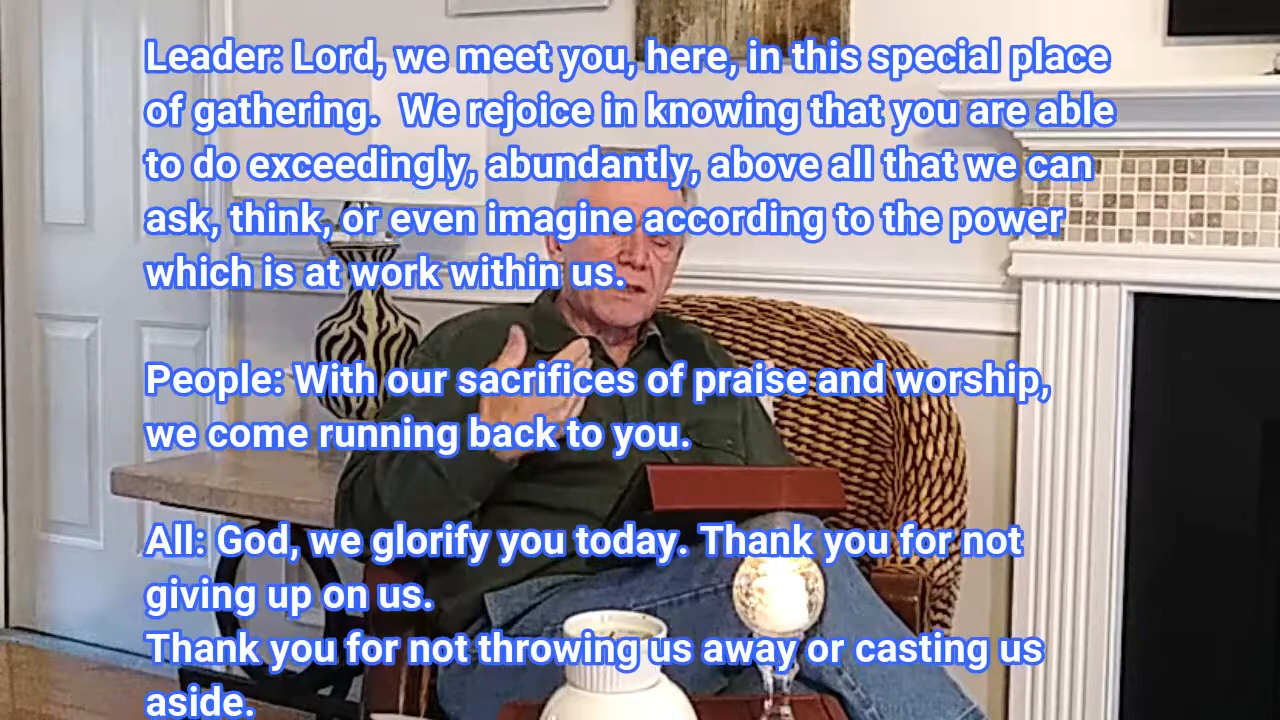 Leader: Lord, we meet you, here, in this special place
of gathering.  We rejoice in knowing that you are able
to do exceedingly, abundantly, above all that we can
ask, think, or even imagine according to the power
which is at work within us.
People: With our sacrifices of praise and worship,
we come running back to you.
All: God, we glorify you today. Thank you for not
giving up on us.
Thank you for not throwing us away or casting us
aside.